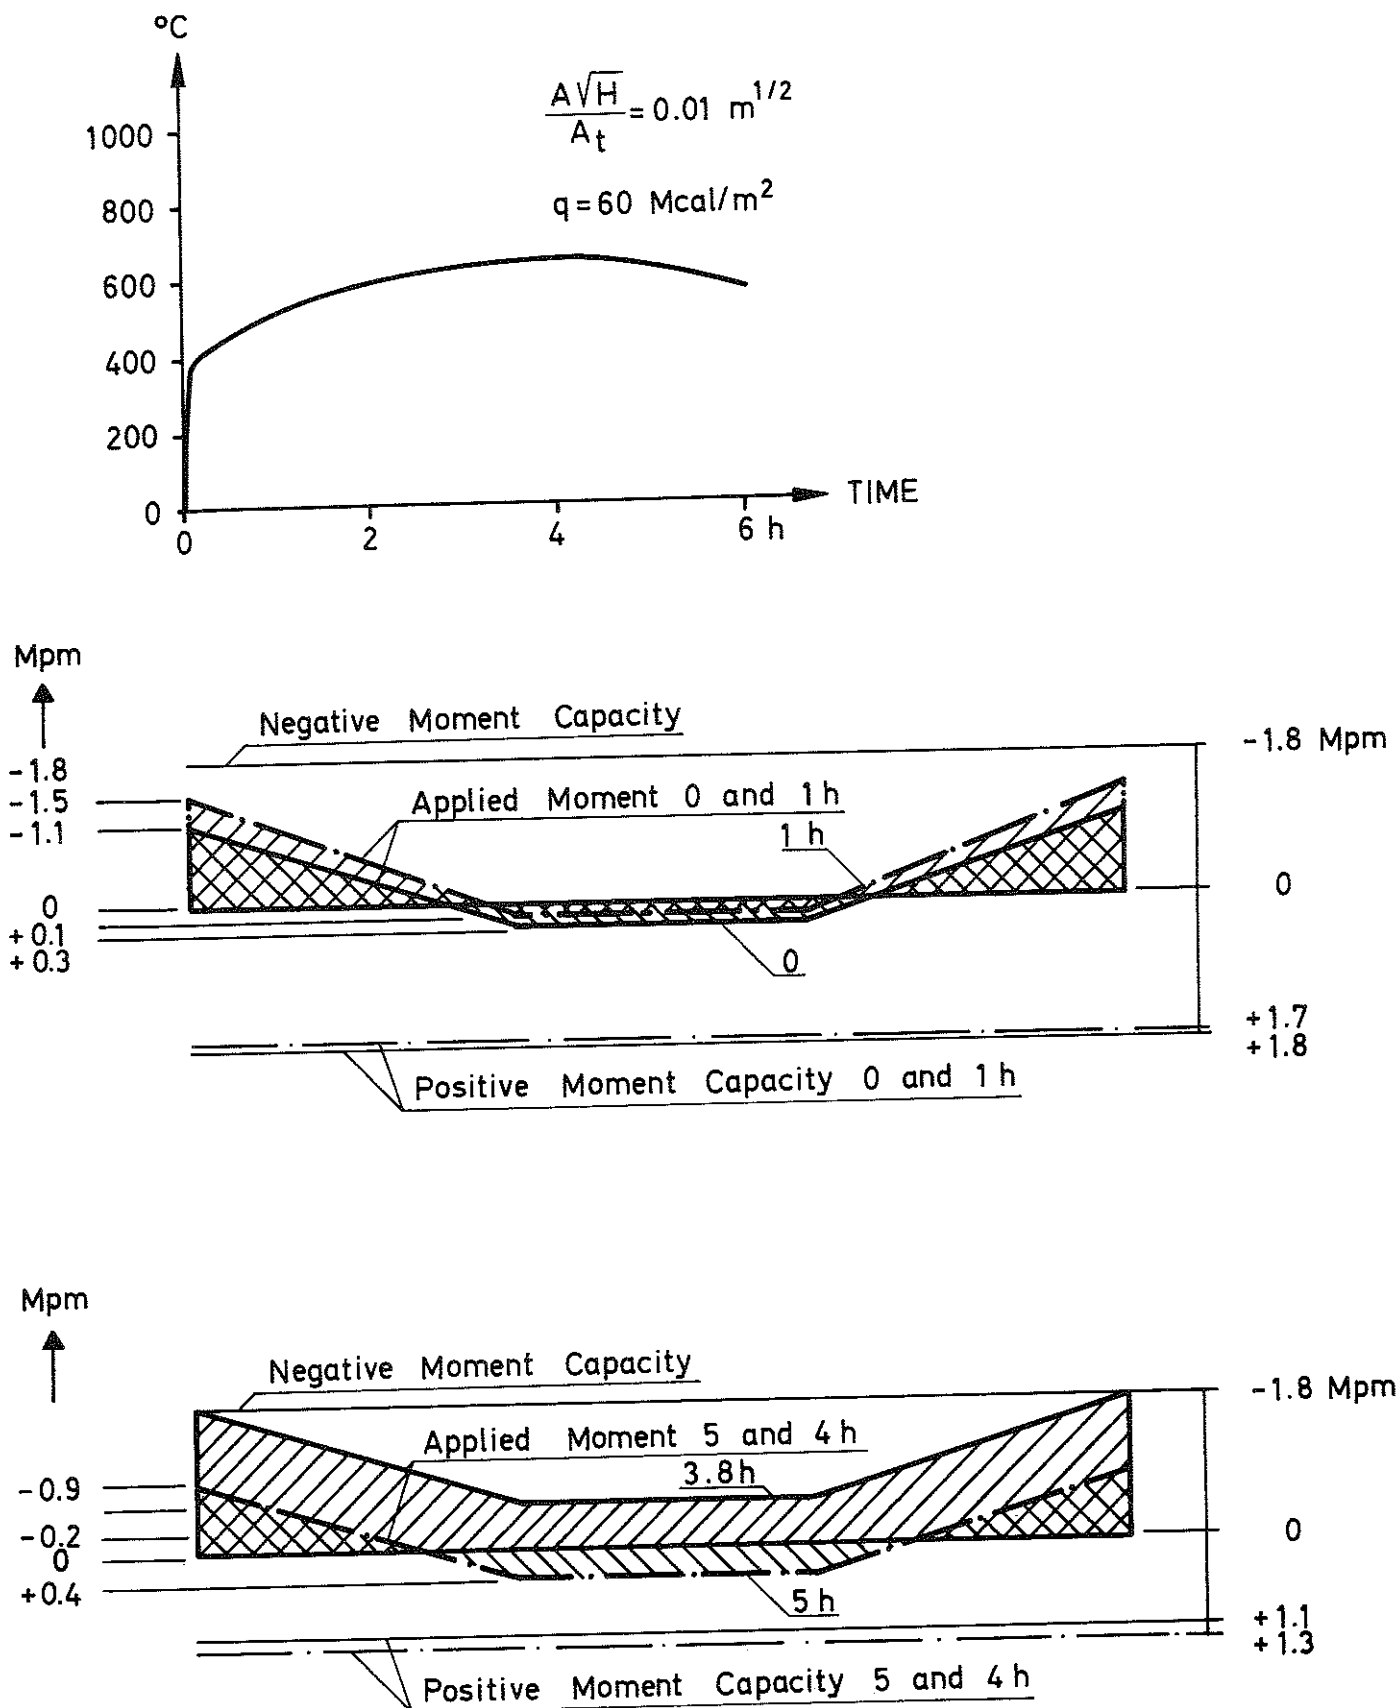 °C
A√H / At = 0.01 m^1/2
q = 60 Mcal/m²
1000
800
600
400
200
0
0 2 4 6 h
TIME
Mpm
Negative Moment Capacity
-1.8 Mpm
-1.8
-1.5
-1.1
Applied Moment 0 and 1 h
1 h
0
0
+0.1
+0.3
0
+1.7
+1.8
Positive Moment Capacity 0 and 1 h
Mpm
Negative Moment Capacity
-1.8 Mpm
Applied Moment 5 and 4 h
3.8 h
-0.9
-0.2
0
0
+0.4
5 h
+1.1
+1.3
Positive Moment Capacity 5 and 4 h